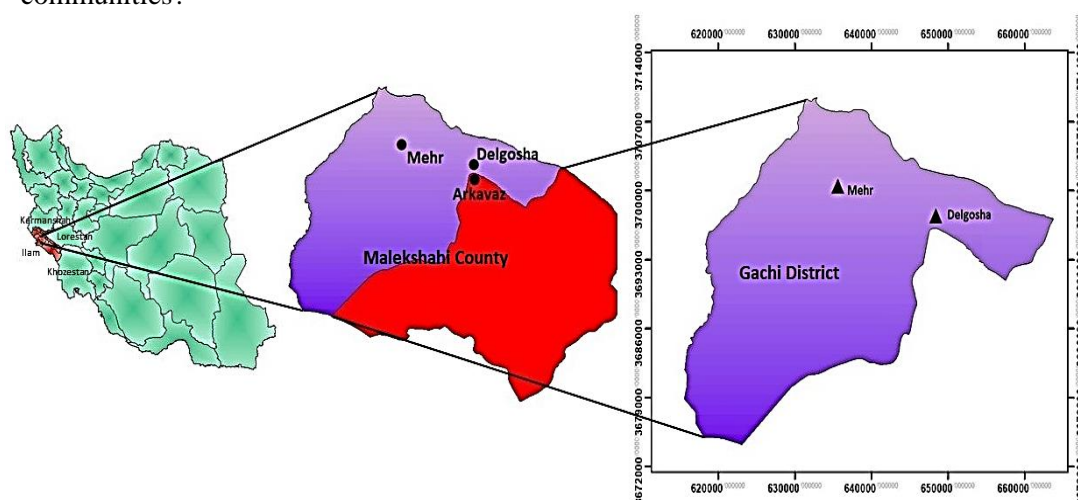 communities?
620000 630000 640000 650000 660000
3714000
3707000
3700000
3693000
3686000
3679000
3672000
Kermanshah
Lorestan
Ilam
Khozestan
Mehr
Delgosha
Arkavaz
Malekshahi County
Mehr
Delgosha
Gachi District
620000 630000 640000 650000 660000